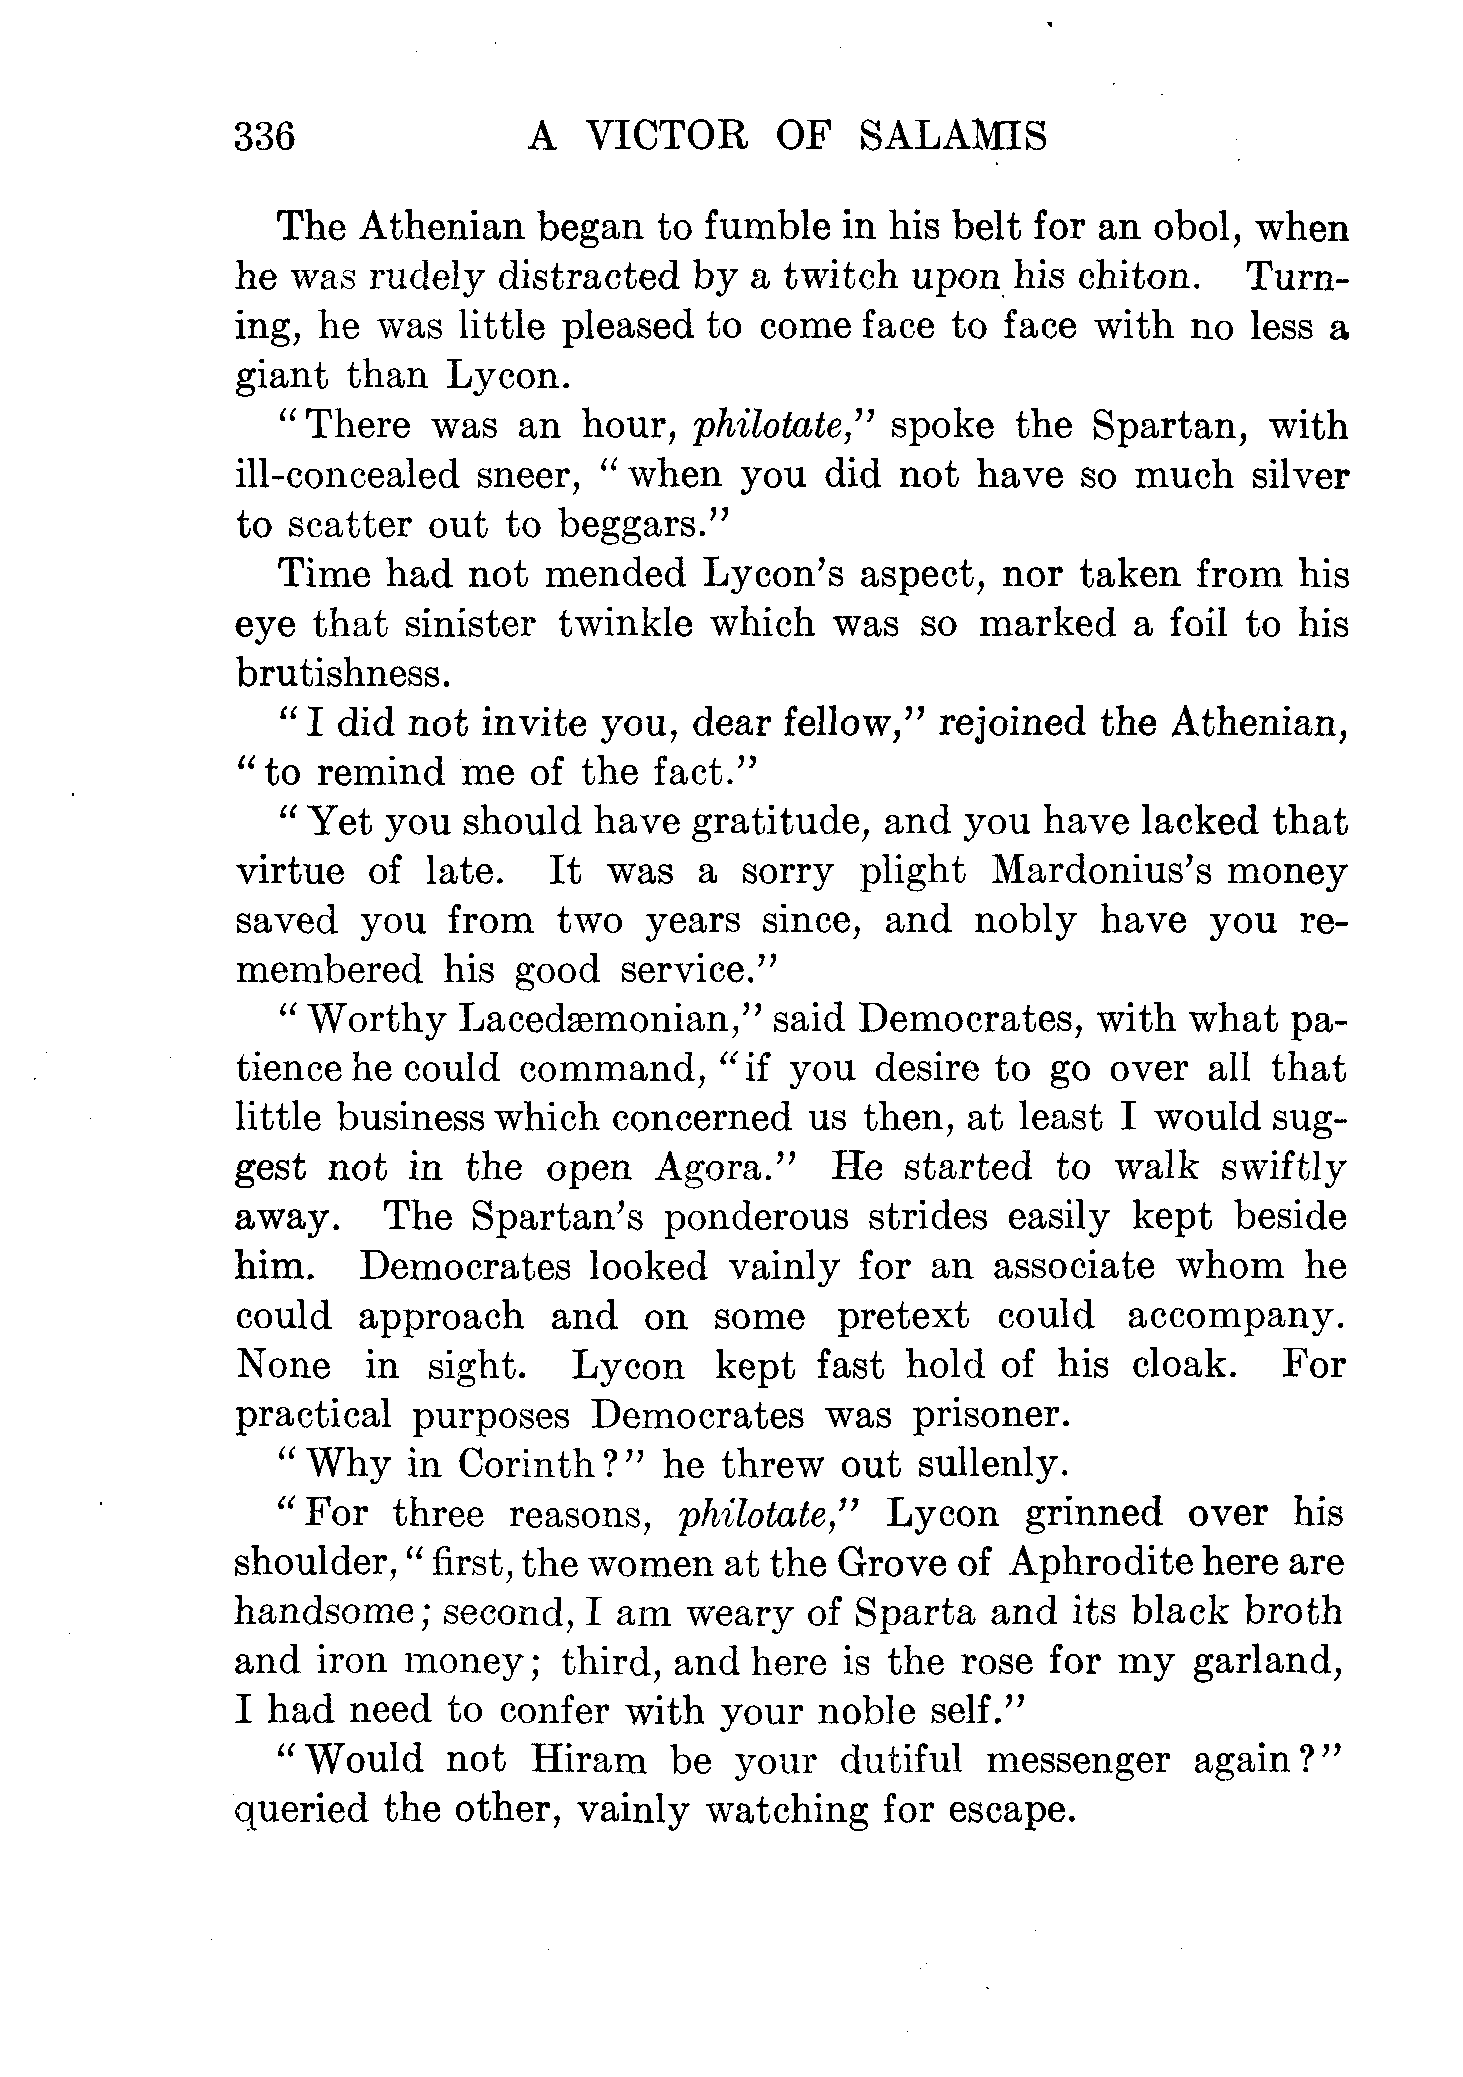 336 A VICTOR OF SALAMIS
The Athenian began to fumble in his belt for an obol, when
he was rudely distracted by a twitch upon his chiton. Turn-
ing, he was little pleased to come face to face with no less a
giant than Lycon.
“There was an hour, philotate,” spoke the Spartan, with
ill-concealed sneer, “when you did not have so much silver
to scatter out to beggars.”
Time had not mended Lycon’s aspect, nor taken from his
eye that sinister twinkle which was so marked a foil to his
brutishness.
“I did not invite you, dear fellow,” rejoined the Athenian,
“to remind me of the fact.”
“Yet you should have gratitude, and you have lacked that
virtue of late. It was a sorry plight Mardonius’s money
saved you from two years since, and nobly have you re-
membered his good service.”
“Worthy Lacedæmonian,” said Democrates, with what pa-
tience he could command, “if you desire to go over all that
little business which concerned us then, at least I would sug-
gest not in the open Agora.” He started to walk swiftly
away. The Spartan’s ponderous strides easily kept beside
him. Democrates looked vainly for an associate whom he
could approach and on some pretext could accompany.
None in sight. Lycon kept fast hold of his cloak. For
practical purposes Democrates was prisoner.
“Why in Corinth?” he threw out sullenly.
“For three reasons, philotate,” Lycon grinned over his
shoulder, “first, the women at the Grove of Aphrodite here are
handsome; second, I am weary of Sparta and its black broth
and iron money; third, and here is the rose for my garland,
I had need to confer with your noble self.”
“Would not Hiram be your dutiful messenger again?”
queried the other, vainly watching for escape.